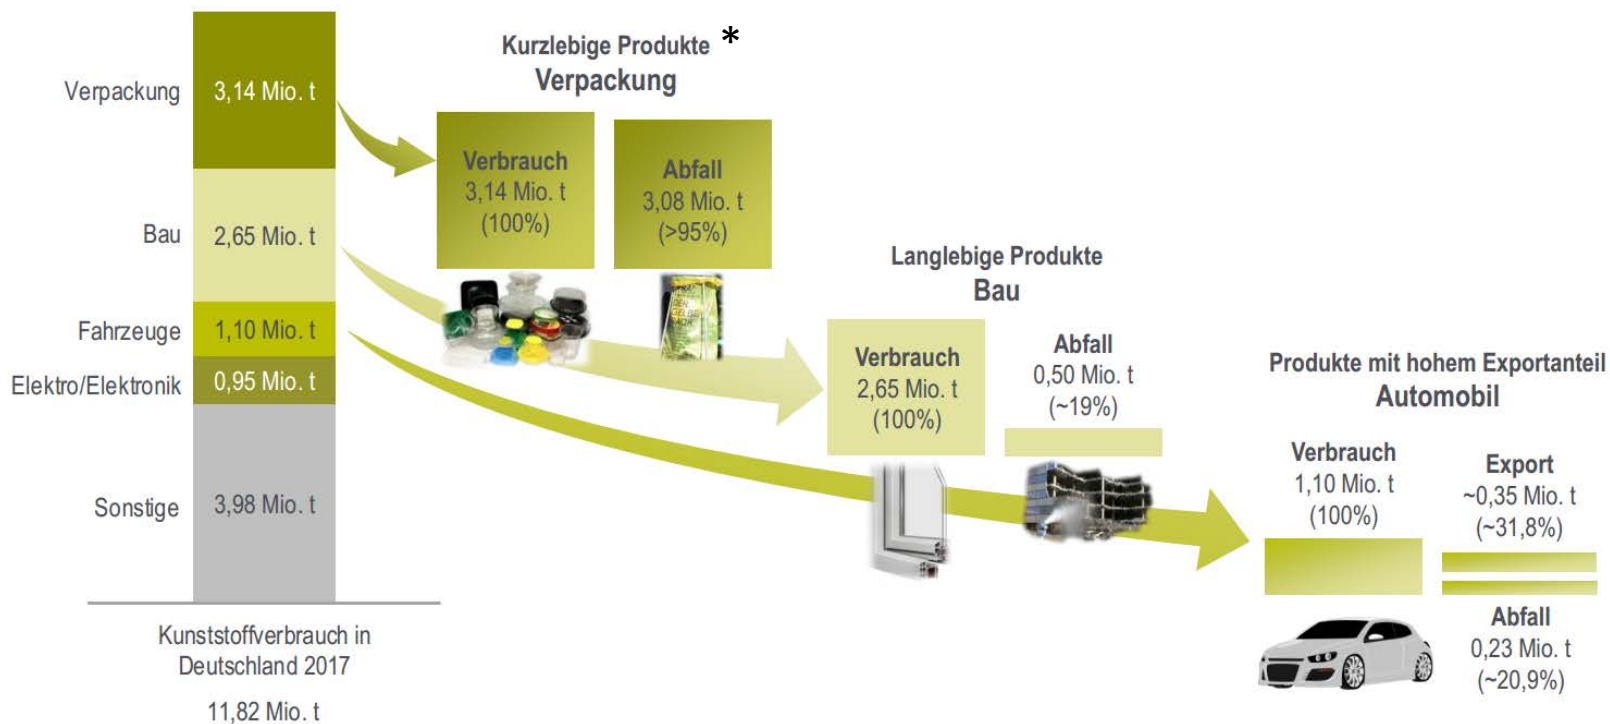 Verpackung
3,14 Mio. t
Bau
2,65 Mio. t
Fahrzeuge
1,10 Mio. t
Elektro/Elektronik
0,95 Mio. t
Sonstige
3,98 Mio. t
Kunststoffverbrauch in
Deutschland 2017
11,82 Mio. t
Kurzlebige Produkte *
Verpackung
Verbrauch
3,14 Mio. t
(100%)
Abfall
3,08 Mio. t
(>95%)
Langlebige Produkte
Bau
Verbrauch
2,65 Mio. t
(100%)
Abfall
0,50 Mio. t
(~19%)
Produkte mit hohem Exportanteil
Automobil
Verbrauch
1,10 Mio. t
(100%)
Export
~0,35 Mio. t
(~31,8%)
Abfall
0,23 Mio. t
(~20,9%)